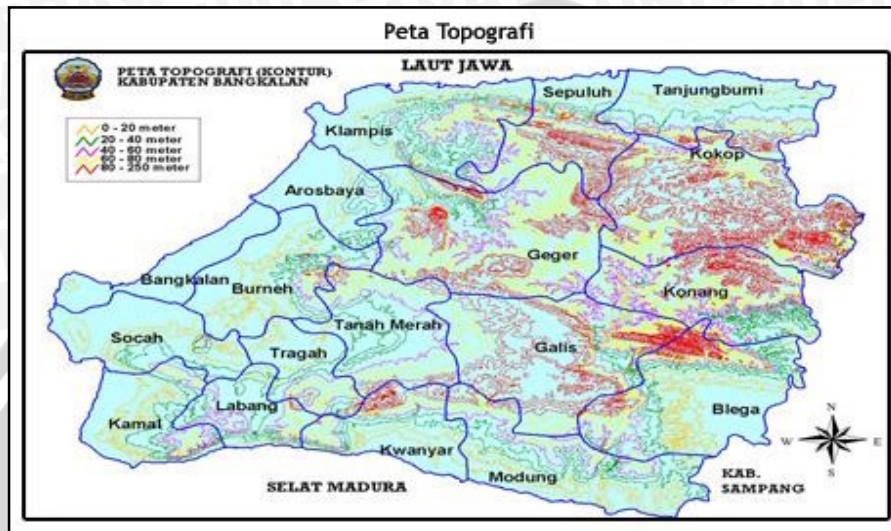 Peta Topografi
LAUT JAWA
PETA TOPOGRAFI (KONTUR)
KABUPATEN BANGKALAN
0 - 20 meter
20 - 40 meter
40 - 60 meter
60 - 80 meter
80 - 250 meter
Sepuluh
Tanjungbumi
Klampis
Kokop
Arosbaya
Geger
Bangkalan
Burneh
Konang
Socah
Tanah Merah
Tragah
Galis
Labang
Kamal
Blega
Kwanyar
Modung
N
W
E
S
SELAT MADURA
KAB.
SAMPANG